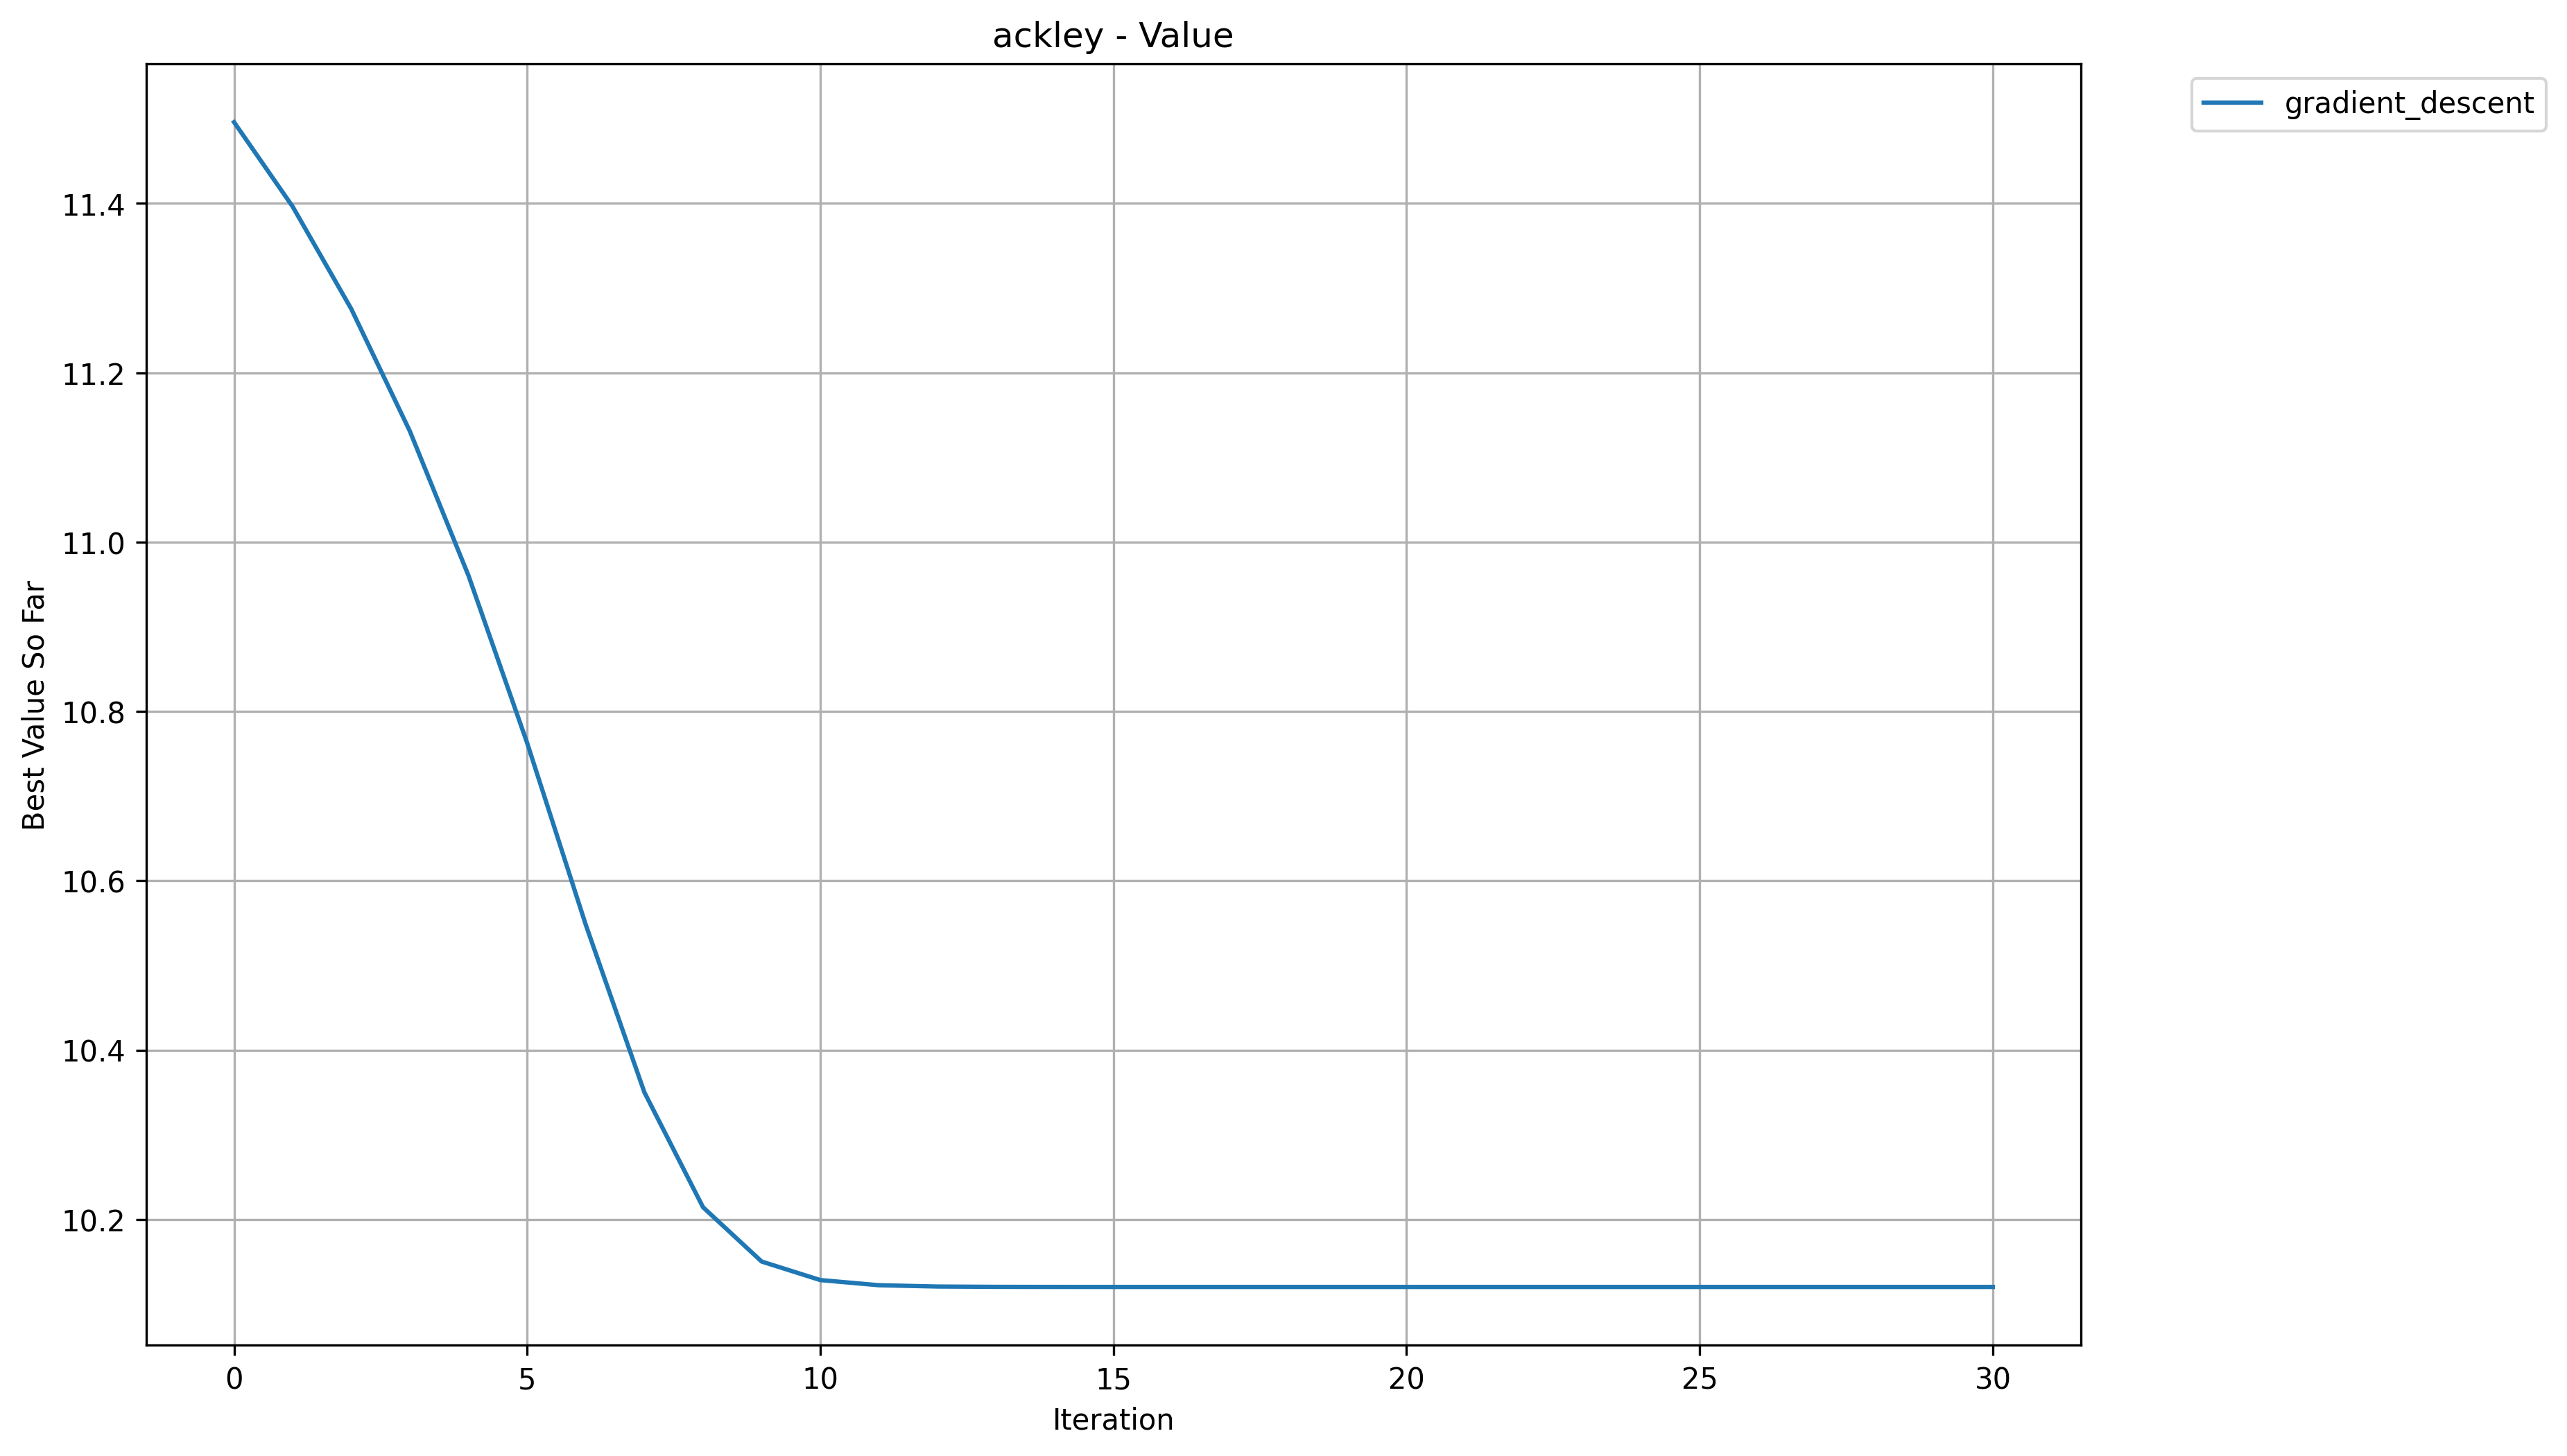 ackley - Value
gradient_descent
Best Value So Far
11.4
11.2
11.0
10.8
10.6
10.4
10.2
0 5 10 15 20 25 30
Iteration